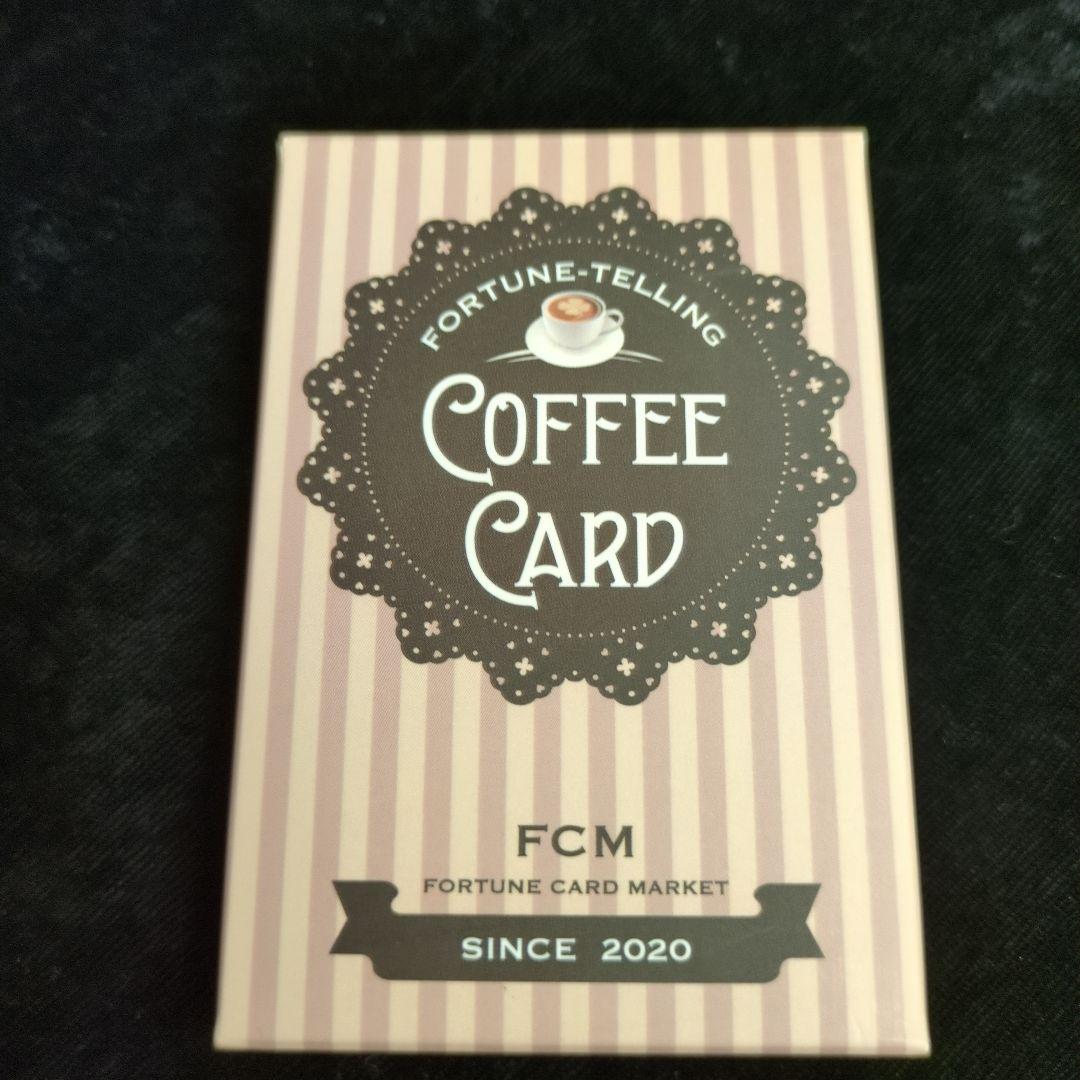 FORTUNE-TELLING
COFFEE
CARD
FCM
FORTUNE CARD MARKET
SINCE 2020